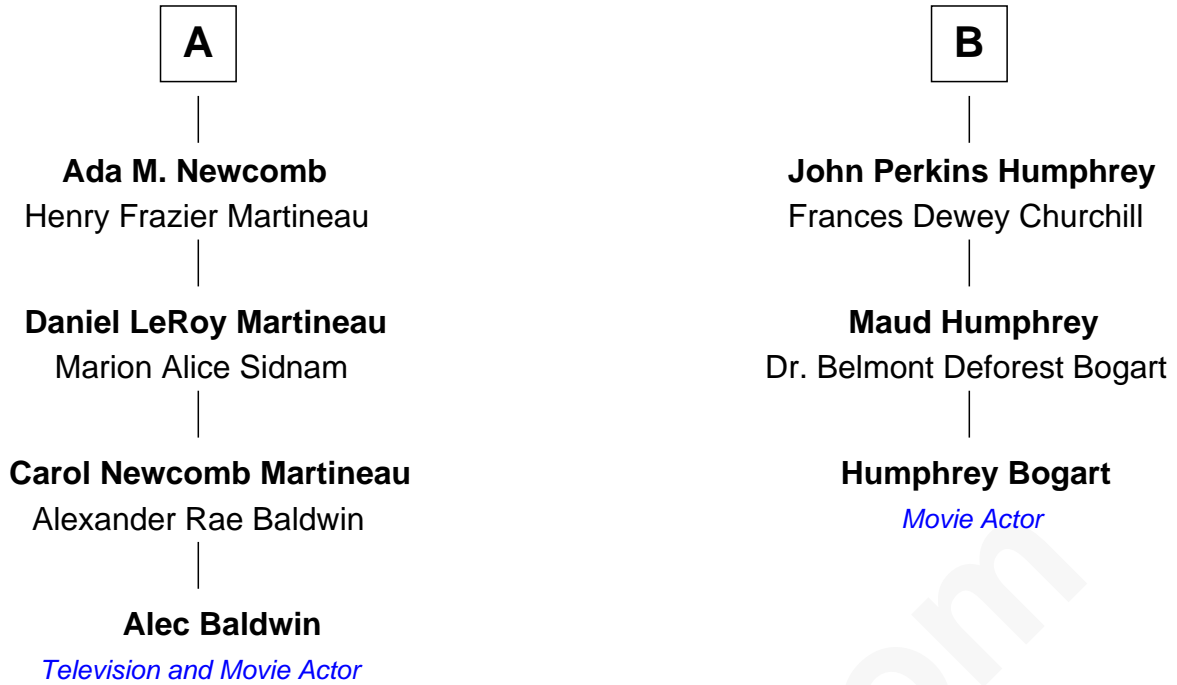 A
Ada M. Newcomb
Henry Frazier Martineau
Daniel LeRoy Martineau
Marion Alice Sidnam
Carol Newcomb Martineau
Alexander Rae Baldwin
Alec Baldwin
Television and Movie Actor
B
John Perkins Humphrey
Frances Dewey Churchill
Maud Humphrey
Dr. Belmont Deforest Bogart
Humphrey Bogart
Movie Actor
om